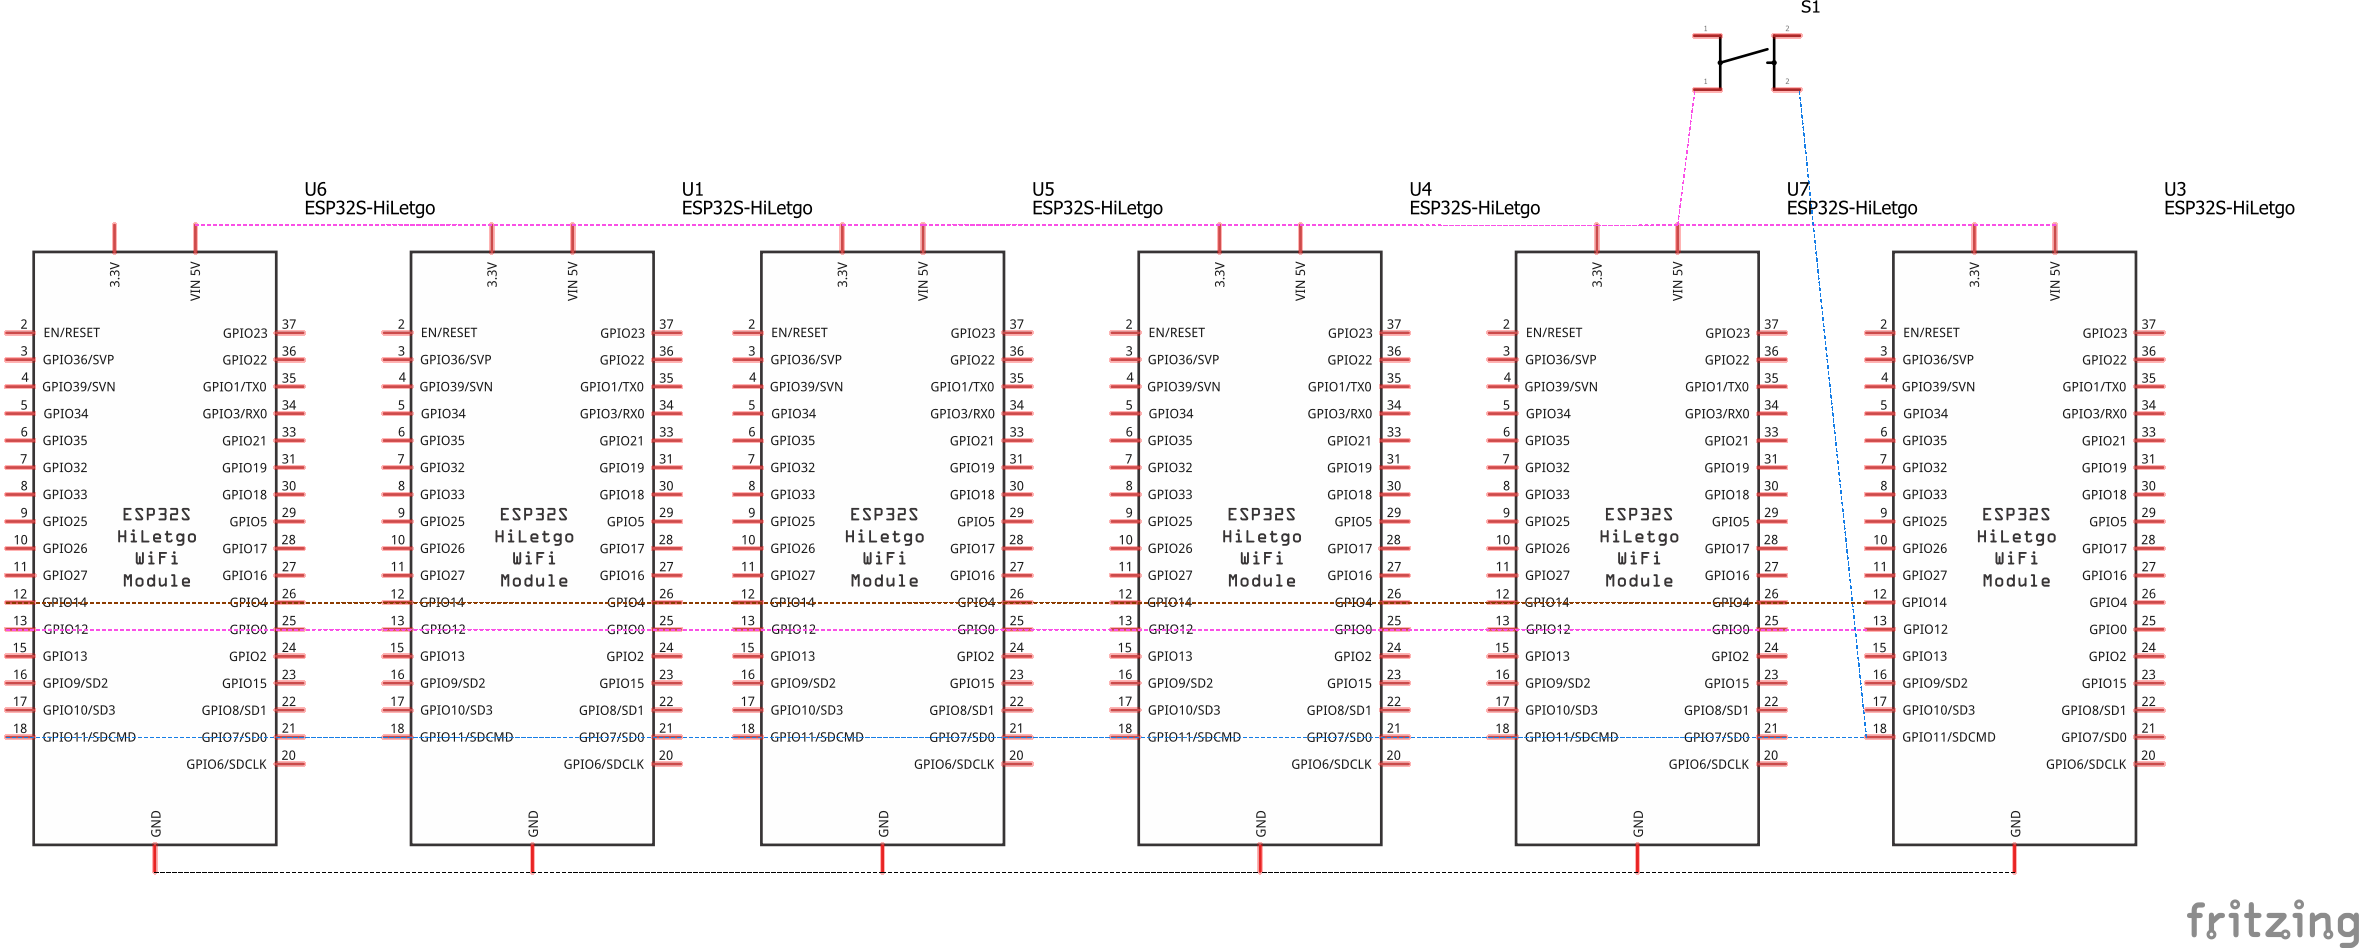 S1
1 2
1 2
U6 U1 U5 U4 U7 U3
ESP32S-HiLetgo ESP32S-HiLetgo ESP32S-HiLetgo ESP32S-HiLetgo ESP32S-HiLetgo ESP32S-HiLetgo
3.3V VIN 5V 3.3V VIN 5V 3.3V VIN 5V 3.3V VIN 5V 3.3V VIN 5V 3.3V VIN 5V
2 EN/RESET GPIO23 37 2 EN/RESET GPIO23 37 2 EN/RESET GPIO23 37 2 EN/RESET GPIO23 37 2 EN/RESET GPIO23 37 2 EN/RESET GPIO23 37
3 GPIO36/SVP GPIO22 36 3 GPIO36/SVP GPIO22 36 3 GPIO36/SVP GPIO22 36 3 GPIO36/SVP GPIO22 36 3 GPIO36/SVP GPIO22 36 3 GPIO36/SVP GPIO22 36
4 GPIO39/SVN GPIO1/TX0 35 4 GPIO39/SVN GPIO1/TX0 35 4 GPIO39/SVN GPIO1/TX0 35 4 GPIO39/SVN GPIO1/TX0 35 4 GPIO39/SVN GPIO1/TX0 35 4 GPIO39/SVN GPIO1/TX0 35
5 GPIO34 GPIO3/RX0 34 5 GPIO34 GPIO3/RX0 34 5 GPIO34 GPIO3/RX0 34 5 GPIO34 GPIO3/RX0 34 5 GPIO34 GPIO3/RX0 34 5 GPIO34 GPIO3/RX0 34
6 GPIO35 GPIO21 33 6 GPIO35 GPIO21 33 6 GPIO35 GPIO21 33 6 GPIO35 GPIO21 33 6 GPIO35 GPIO21 33 6 GPIO35 GPIO21 33
7 GPIO32 GPIO19 31 7 GPIO32 GPIO19 31 7 GPIO32 GPIO19 31 7 GPIO32 GPIO19 31 7 GPIO32 GPIO19 31 7 GPIO32 GPIO19 31
8 GPIO33 GPIO18 30 8 GPIO33 GPIO18 30 8 GPIO33 GPIO18 30 8 GPIO33 GPIO18 30 8 GPIO33 GPIO18 30 8 GPIO33 GPIO18 30
ESP32S ESP32S ESP32S ESP32S ESP32S ESP32S
9 GPIO25 GPIO5 29 9 GPIO25 GPIO5 29 9 GPIO25 GPIO5 29 9 GPIO25 GPIO5 29 9 GPIO25 GPIO5 29 9 GPIO25 GPIO5 29
HiLetgo HiLetgo HiLetgo HiLetgo HiLetgo HiLetgo
10 GPIO26 GPIO17 28 10 GPIO26 GPIO17 28 10 GPIO26 GPIO17 28 10 GPIO26 GPIO17 28 10 GPIO26 GPIO17 28 10 GPIO26 GPIO17 28
WiFi WiFi WiFi WiFi WiFi WiFi
11 GPIO27 GPIO16 27 11 GPIO27 GPIO16 27 11 GPIO27 GPIO16 27 11 GPIO27 GPIO16 27 11 GPIO27 GPIO16 27 11 GPIO27 GPIO16 27
Module Module Module Module Module Module
12 GPIO14 GPIO4 26 12 GPIO14 GPIO4 26 12 GPIO14 GPIO4 26 12 GPIO14 GPIO4 26 12 GPIO14 GPIO4 26 12 GPIO14 GPIO4 26
13 GPIO12 GPIO0 25 13 GPIO12 GPIO0 25 13 GPIO12 GPIO0 25 13 GPIO12 GPIO0 25 13 GPIO12 GPIO0 25 13 GPIO12 GPIO0 25
15 GPIO13 GPIO2 24 15 GPIO13 GPIO2 24 15 GPIO13 GPIO2 24 15 GPIO13 GPIO2 24 15 GPIO13 GPIO2 24 15 GPIO13 GPIO2 24
16 GPIO9/SD2 GPIO15 23 16 GPIO9/SD2 GPIO15 23 16 GPIO9/SD2 GPIO15 23 16 GPIO9/SD2 GPIO15 23 16 GPIO9/SD2 GPIO15 23 16 GPIO9/SD2 GPIO15 23
17 GPIO10/SD3 GPIO8/SD1 22 17 GPIO10/SD3 GPIO8/SD1 22 17 GPIO10/SD3 GPIO8/SD1 22 17 GPIO10/SD3 GPIO8/SD1 22 17 GPIO10/SD3 GPIO8/SD1 22 17 GPIO10/SD3 GPIO8/SD1 22
18 GPIO11/SDCMD GPIO7/SD0 21 18 GPIO11/SDCMD GPIO7/SD0 21 18 GPIO11/SDCMD GPIO7/SD0 21 18 GPIO11/SDCMD GPIO7/SD0 21 18 GPIO11/SDCMD GPIO7/SD0 21 18 GPIO11/SDCMD GPIO7/SD0 21
GPIO6/SDCLK 20 GPIO6/SDCLK 20 GPIO6/SDCLK 20 GPIO6/SDCLK 20 GPIO6/SDCLK 20 GPIO6/SDCLK 20
GND GND GND GND GND GND
fritzing